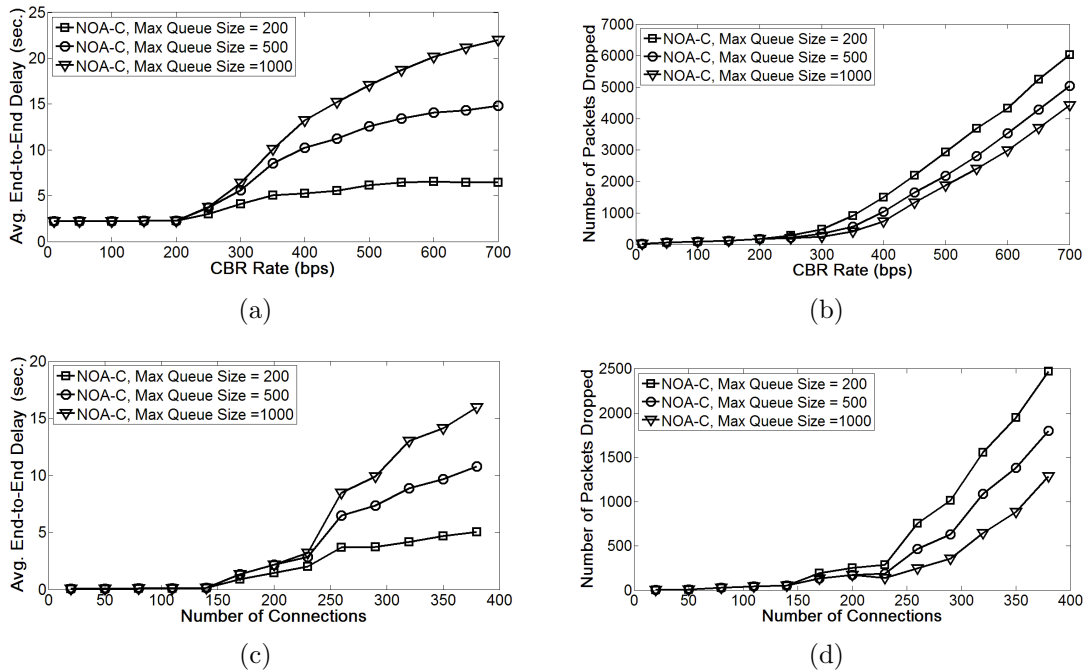 25
20
15
10
5
0
Avg. End-to-End Delay (sec.)
NOA-C, Max Queue Size = 200
NOA-C, Max Queue Size = 500
NOA-C, Max Queue Size = 1000
0 100 200 300 400 500 600 700
CBR Rate (bps)
(a)
7000
6000
5000
4000
3000
2000
1000
0
Number of Packets Dropped
NOA-C, Max Queue Size = 200
NOA-C, Max Queue Size = 500
NOA-C, Max Queue Size = 1000
0 100 200 300 400 500 600 700
CBR Rate (bps)
(b)
20
15
10
5
0
Avg. End-to-End Delay (sec.)
NOA-C, Max Queue Size = 200
NOA-C, Max Queue Size = 500
NOA-C, Max Queue Size =1000
0 50 100 150 200 250 300 350 400
Number of Connections
(c)
2500
2000
1500
1000
500
0
Number of Packets Dropped
NOA-C, Max Queue Size = 200
NOA-C, Max Queue Size = 500
NOA-C, Max Queue Size =1000
0 50 100 150 200 250 300 350 400
Number of Connections
(d)